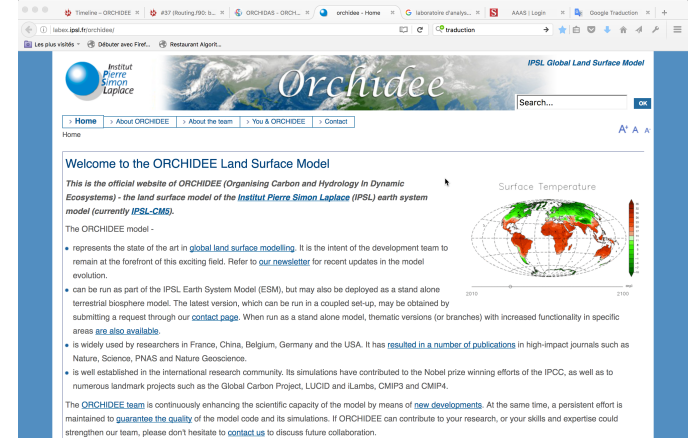 Timeline – ORCHIDEE
#37 (Routing.f90: b...
ORCHIDAS – ORCH...
orchidee - Home
laboratoire d'analys...
AAAS | Login
Google Traduction
labex.ipsl.fr/orchidee/
traduction
Les plus visités
Débuter avec Firef...
Restaurant Aigorit...
Institut
Pierre
Simon
Laplace
Orchidee
IPSL Global Land Surface Model
Search...
OK
> Home
> About ORCHIDEE
> About the team
> You & ORCHIDEE
> Contact
Home
A+ A A-
Welcome to the ORCHIDEE Land Surface Model
This is the official website of ORCHIDEE (Organising Carbon and Hydrology In Dynamic
Ecosystems) - the land surface model of the Institut Pierre Simon Laplace (IPSL) earth system
model (currently IPSL-CM5).
Surface Temperature
The ORCHIDEE model -
• represents the state of the art in global land surface modelling. It is the intent of the development team to
remain at the forefront of this exciting field. Refer to our newsletter for recent updates in the model
evolution.
• can be run as part of the IPSL Earth System Model (ESM), but may also be deployed as a stand alone
terrestrial biosphere model. The latest version, which can be run in a coupled set-up, may be obtained by
2100
submitting a request through our contact page. When run as a stand alone model, thematic versions (or branches) with increased functionality in specific
areas are also available.
• is widely used by researchers in France, China, Belgium, Germany and the USA. It has resulted in a number of publications in high-impact journals such as
Nature, Science, PNAS and Nature Geoscience.
• is well established in the international research community. Its simulations have contributed to the Nobel prize winning efforts of the IPCC, as well as to
numerous landmark projects such as the Global Carbon Project, LUCID and iLambs, CMIP3 and CMIP4.
The ORCHIDEE team is continuously enhancing the scientific capacity of the model by means of new developments. At the same time, a persistent effort is
maintained to guarantee the quality of the model code and its simulations. If ORCHIDEE can contribute to your research, or your skills and expertise could
strengthen our team, please don't hesitate to contact us to discuss future collaboration.